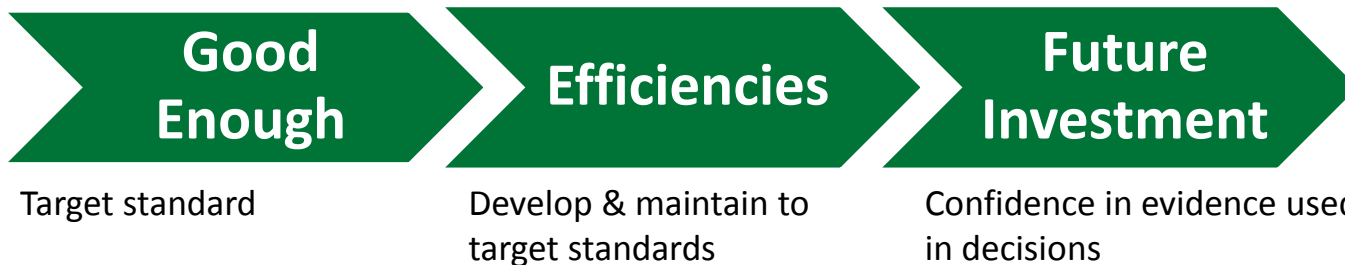 Good
Enough
Efficiencies
Future
Investment
Target standard
Develop & maintain to
target standards
Confidence in evidence used
in decisions